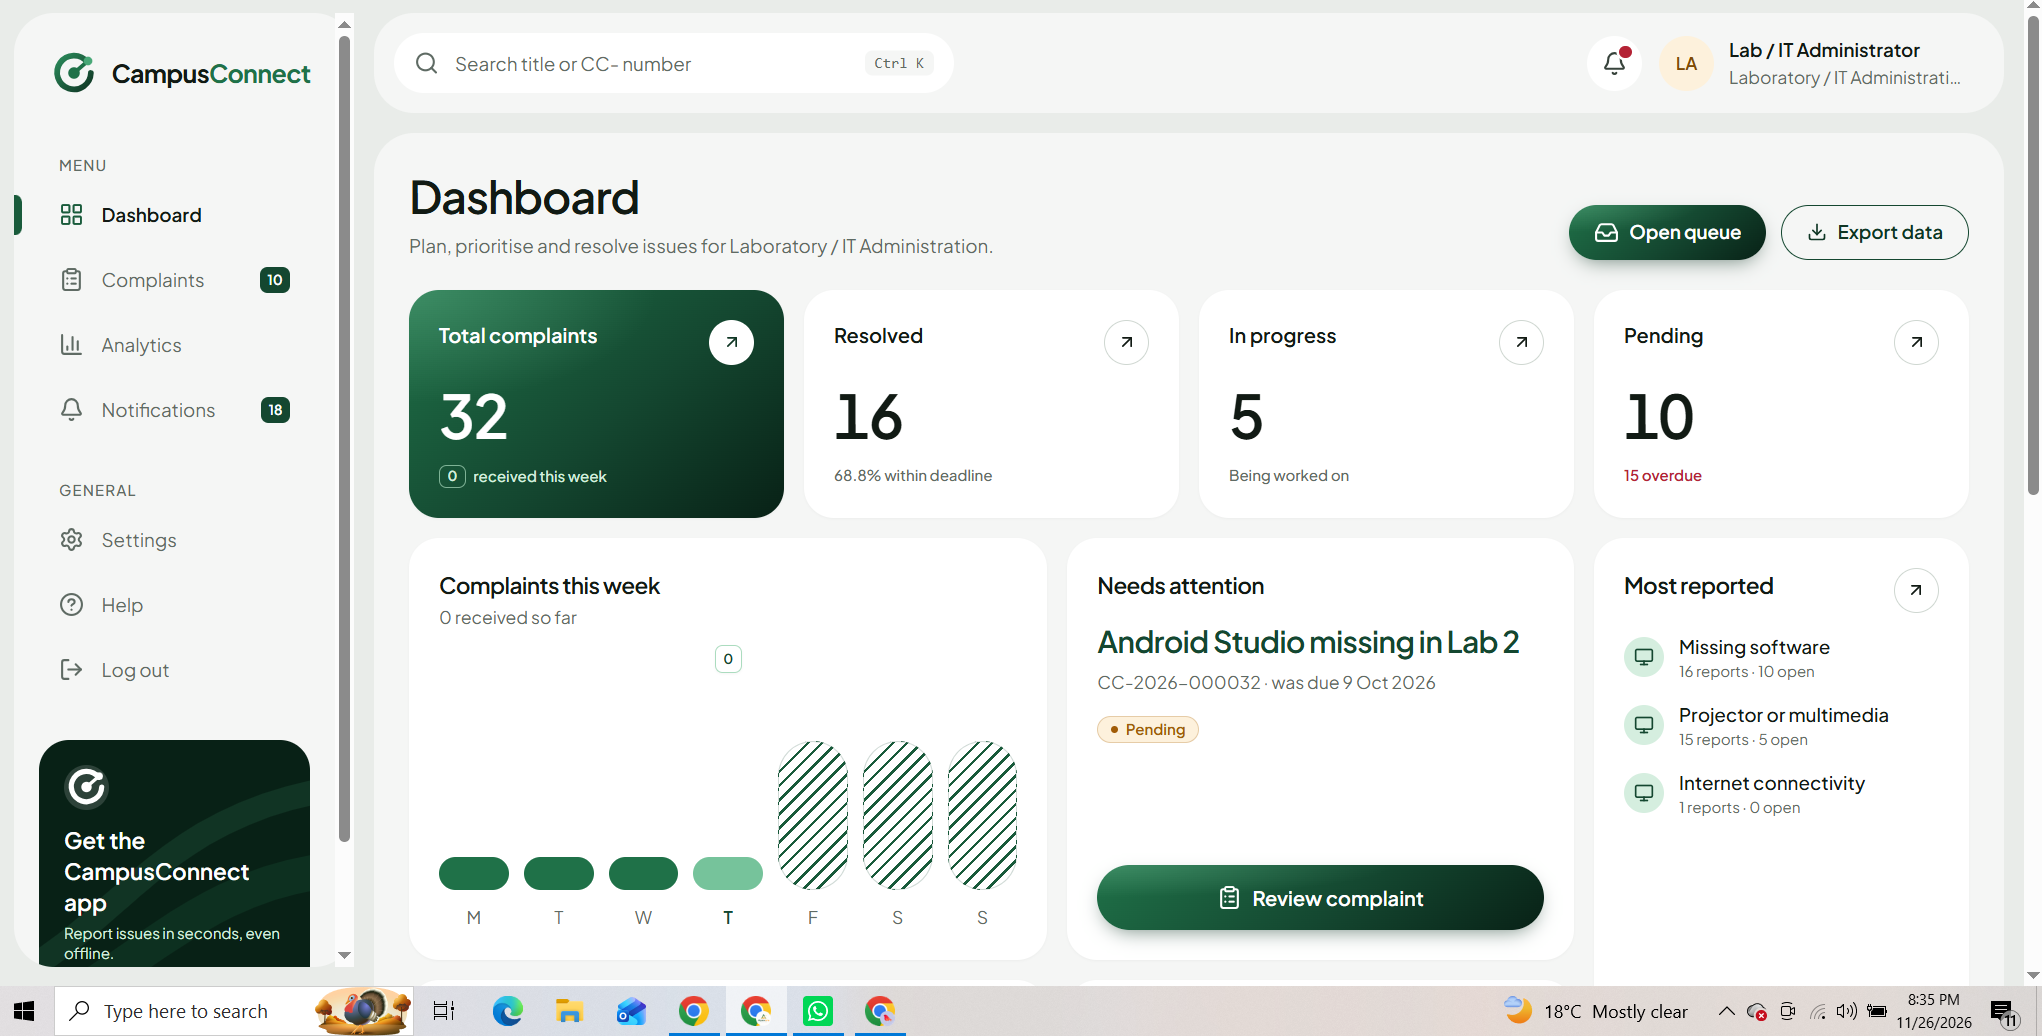 CampusConnect
MENU
Dashboard
Complaints 10
Analytics
Notifications 18
GENERAL
Settings
Help
Log out
Get the
CampusConnect
app
Report issues in seconds, even
offline.
Search title or CC- number
Ctrl K
LA
Lab / IT Administrator
Laboratory / IT Administrati...
Dashboard
Plan, prioritise and resolve issues for Laboratory / IT Administration.
Open queue
Export data
Total complaints
32
0 received this week
Resolved
16
68.8% within deadline
In progress
5
Being worked on
Pending
10
15 overdue
Complaints this week
0 received so far
0
M T W T F S S
Needs attention
Android Studio missing in Lab 2
CC-2026-000032 · was due 9 Oct 2026
Pending
Review complaint
Most reported
Missing software
16 reports · 10 open
Projector or multimedia
15 reports · 5 open
Internet connectivity
1 reports · 0 open
Type here to search
18°C Mostly clear
8:35 PM
11/26/2026
11